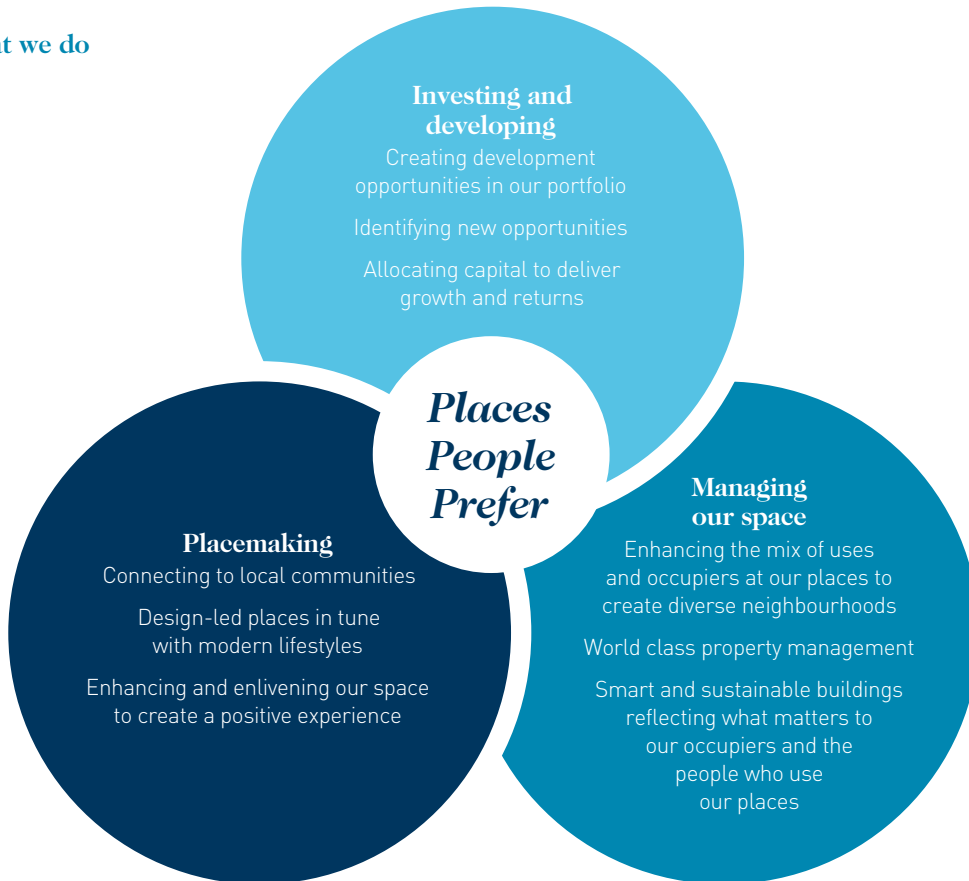 we do
Investing and
developing
Creating development
opportunities in our portfolio
Identifying new opportunities
Allocating capital to deliver
growth and returns
Places
People
Prefer
Placemaking
Connecting to local communities
Design-led places in tune
with modern lifestyles
Enhancing and enlivening our space
to create a positive experience
Managing
our space
Enhancing the mix of uses
and occupiers at our places to
create diverse neighbourhoods
World class property management
Smart and sustainable buildings
reflecting what matters to
our occupiers and the
people who use
our places